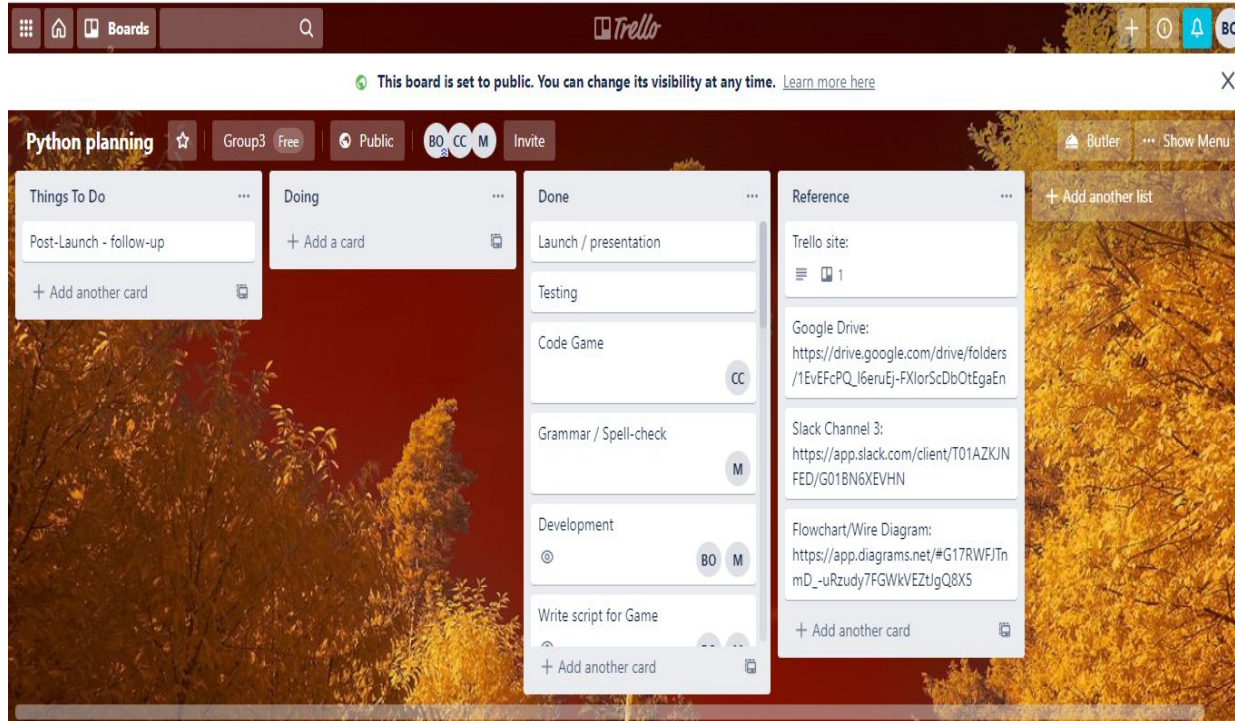 Boards
Trello
BO
This board is set to public. You can change its visibility at any time. Learn more here
X
Python planning
Group3 Free
Public
BO CC M
Invite
Butler
... Show Menu
Things To Do ...
Post-Launch - follow-up
+ Add another card
Doing ...
+ Add a card
Done ...
Launch / presentation
Testing
Code Game
CC
Grammar / Spell-check
M
Development
BO M
Write script for Game
+ Add another card
Reference ...
Trello site:
1
Google Drive:
https://drive.google.com/drive/folders
/1EvEFcPQ_l6eruEj-FXlorScDbOtEgaEn
Slack Channel 3:
https://app.slack.com/client/T01AZKJN
FED/G01BN6XEVHN
Flowchart/Wire Diagram:
https://app.diagrams.net/#G17RWFJTn
mD_-uRzudy7FGWkVEZtJgQ8X5
+ Add another card
+ Add another list